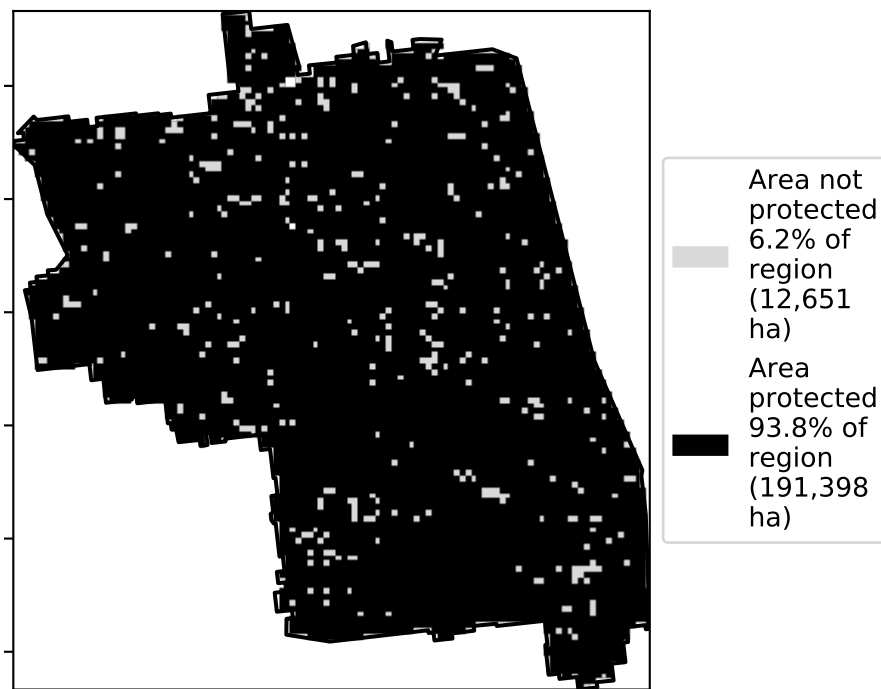 Area not
protected
6.2% of
region
(12,651
ha)
Area
protected
93.8% of
region
(191,398
ha)